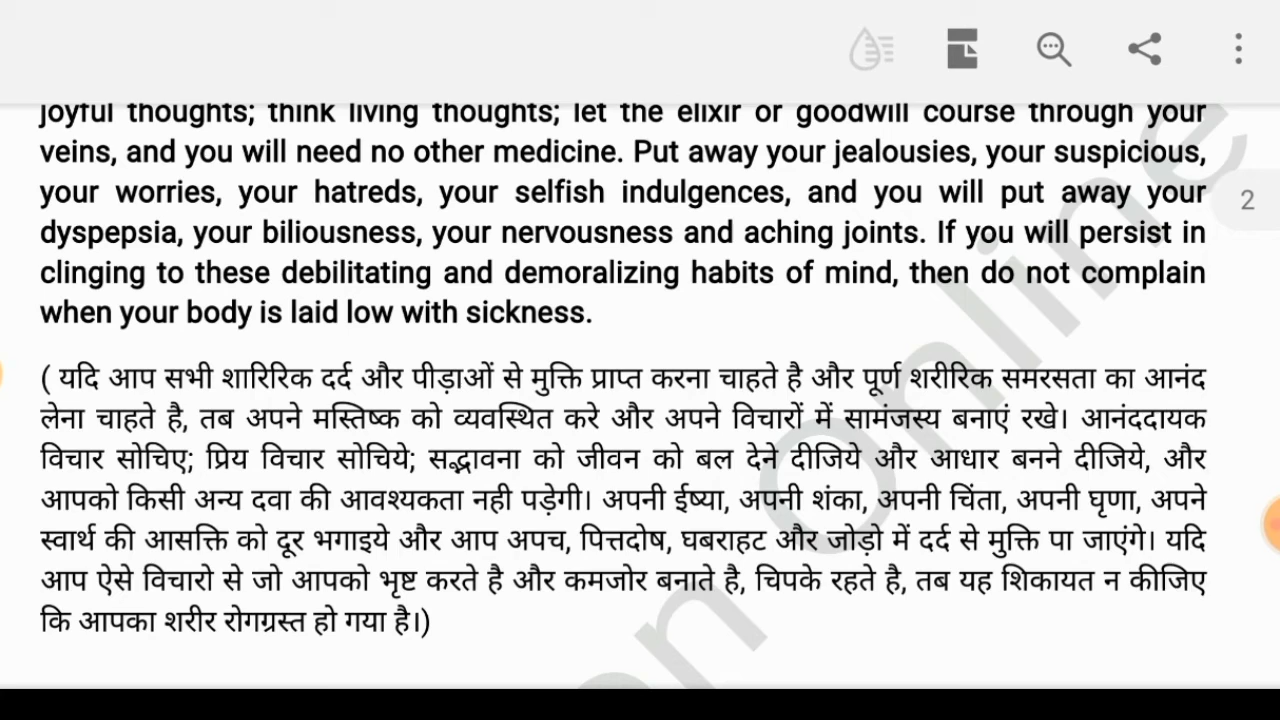 joyful thoughts; think living thoughts; let the elixir or goodwill course through your
veins, and you will need no other medicine. Put away your jealousies, your suspicious,
your worries, your hatreds, your selfish indulgences, and you will put away your
dyspepsia, your biliousness, your nervousness and aching joints. If you will persist in
clinging to these debilitating and demoralizing habits of mind, then do not complain
when your body is laid low with sickness.
2
( यदि आप सभी शारिरिक दर्द और पीड़ाओं से मुक्ति प्राप्त करना चाहते है और पूर्ण शरीरिक समरसता का आनंद
लेना चाहते है, तब अपने मस्तिष्क को व्यवस्थित करे और अपने विचारों में सामंजस्य बनाएं रखे। आनंददायक
विचार सोचिए; प्रिय विचार सोचिये; सद्भावना को जीवन को बल देने दीजिये और आधार बनने दीजिये, और
आपको किसी अन्य दवा की आवश्यकता नही पड़ेगी। अपनी ईष्या, अपनी शंका, अपनी चिंता, अपनी घृणा, अपने
स्वार्थ की आसक्ति को दूर भगाइये और आप अपच, पित्तदोष, घबराहट और जोड़ो में दर्द से मुक्ति पा जाएंगे। यदि
आप ऐसे विचारो से जो आपको भृष्ट करते है और कमजोर बनाते है, चिपके रहते है, तब यह शिकायत न कीजिए
कि आपका शरीर रोगग्रस्त हो गया है।)
Online